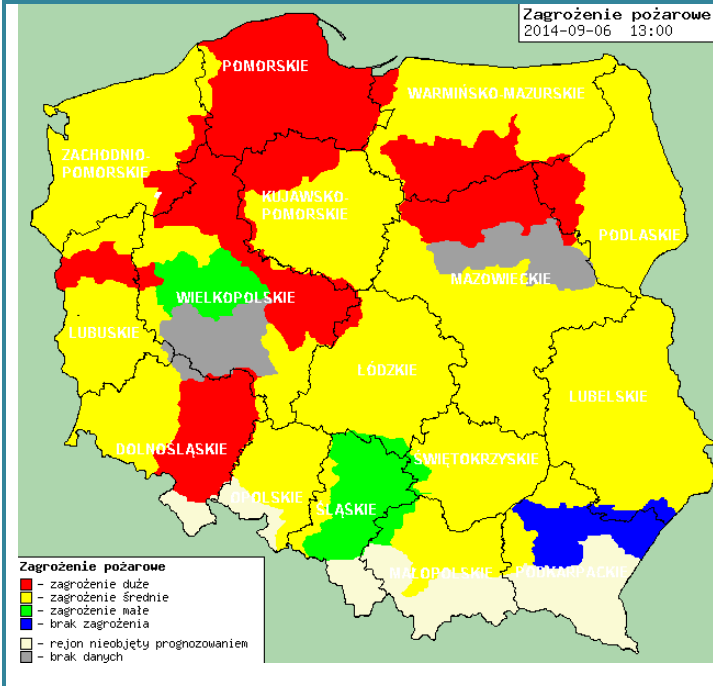 Zagrożenie pożarowe
2014-09-06 13:00
POMORSKIE
WARMIŃSKO-MAZURSKIE
ZACHODNIO-
POMORSKIE
KUJAWSKO-
POMORSKIE
PODLASKIE
MAZOWIECKIE
WIELKOPOLSKIE
LUBUSKIE
ŁÓDZKIE
LUBELSKIE
DOLNOŚLĄSKIE
ŚWIĘTOKRZYSKIE
OPOLSKIE
ŚLĄSKIE
MAŁOPOLSKIE
PODKARPACKIE
Zagrożenie pożarowe
- zagrożenie duże
- zagrożenie średnie
- zagrożenie małe
- brak zagrożenia
- rejon nieobjęty prognozowaniem
- brak danych